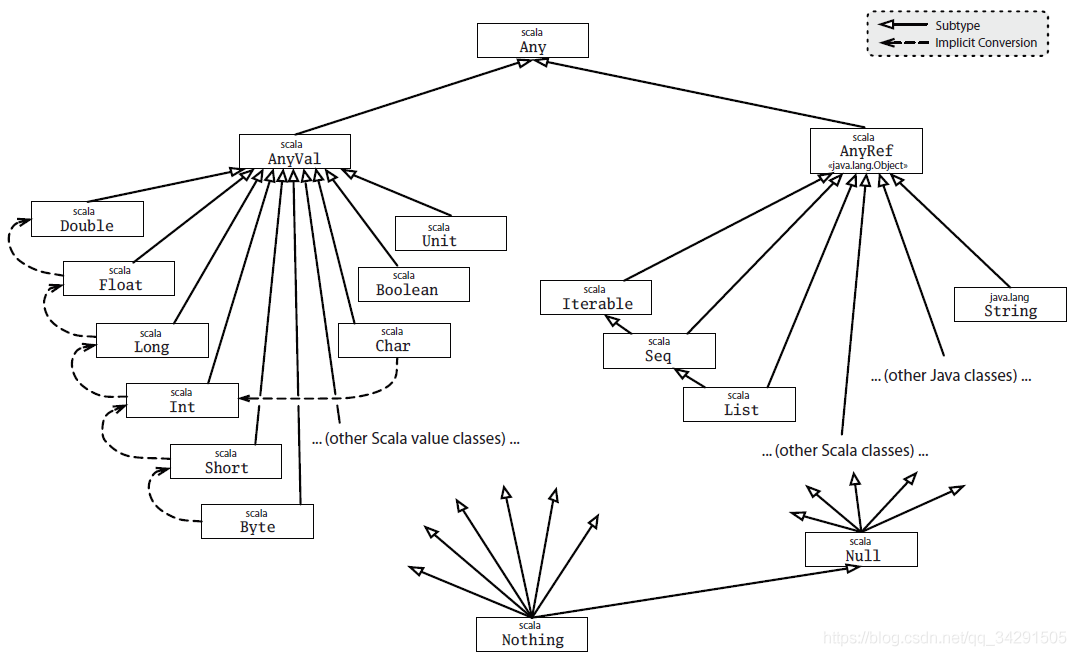 scala
Any
Subtype
Implicit Conversion
scala
AnyVal
scala
AnyRef
«java.lang.Object»
scala
Double
scala
Unit
scala
Float
scala
Boolean
scala
Iterable
java.lang
String
scala
Long
scala
Char
scala
Seq
scala
Int
scala
List
... (other Java classes) ...
... (other Scala value classes) ...
scala
Short
... (other Scala classes) ...
scala
Byte
scala
Null
scala
Nothing
https://blog.csdn.net/qq_34291505